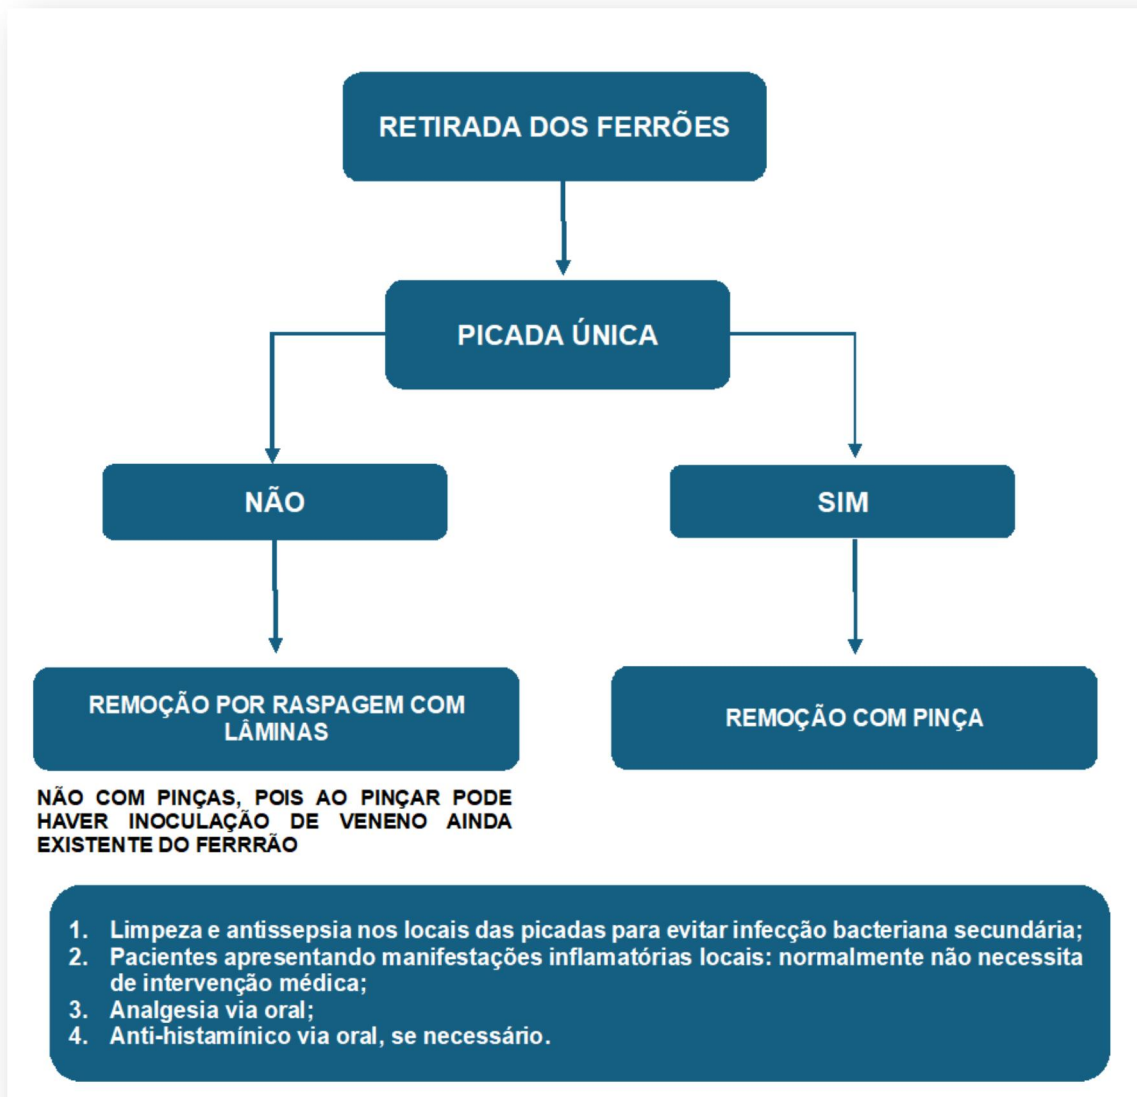 RETIRADA DOS FERRÕES
PICADA ÚNICA
NÃO
SIM
REMOÇÃO POR RASPAGEM COM
LÂMINAS
REMOÇÃO COM PINÇA
NÃO COM PINÇAS, POIS AO PINÇAR PODE
HAVER INOCULAÇÃO DE VENENO AINDA
EXISTENTE DO FERRRÃO
1. Limpeza e antissepsia nos locais das picadas para evitar infecção bacteriana secundária;
2. Pacientes apresentando manifestações inflamatórias locais: normalmente não necessita
de intervenção médica;
3. Analgesia via oral;
4. Anti-histamínico via oral, se necessário.